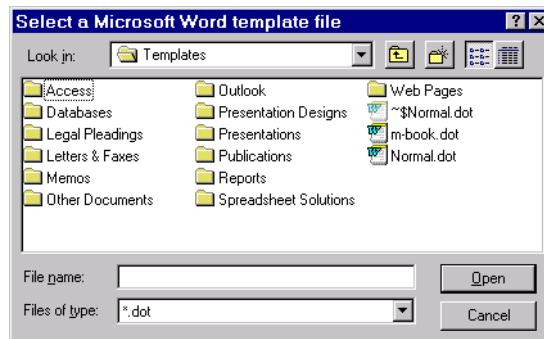 Select a Microsoft Word template file
Look in: Templates
Access Outlook Web Pages
Databases Presentation Designs ~$Normal.dot
Legal Pleadings Presentations m-book.dot
Letters & Faxes Publications Normal.dot
Memos Reports
Other Documents Spreadsheet Solutions
File name: Open
Files of type: *.dot Cancel